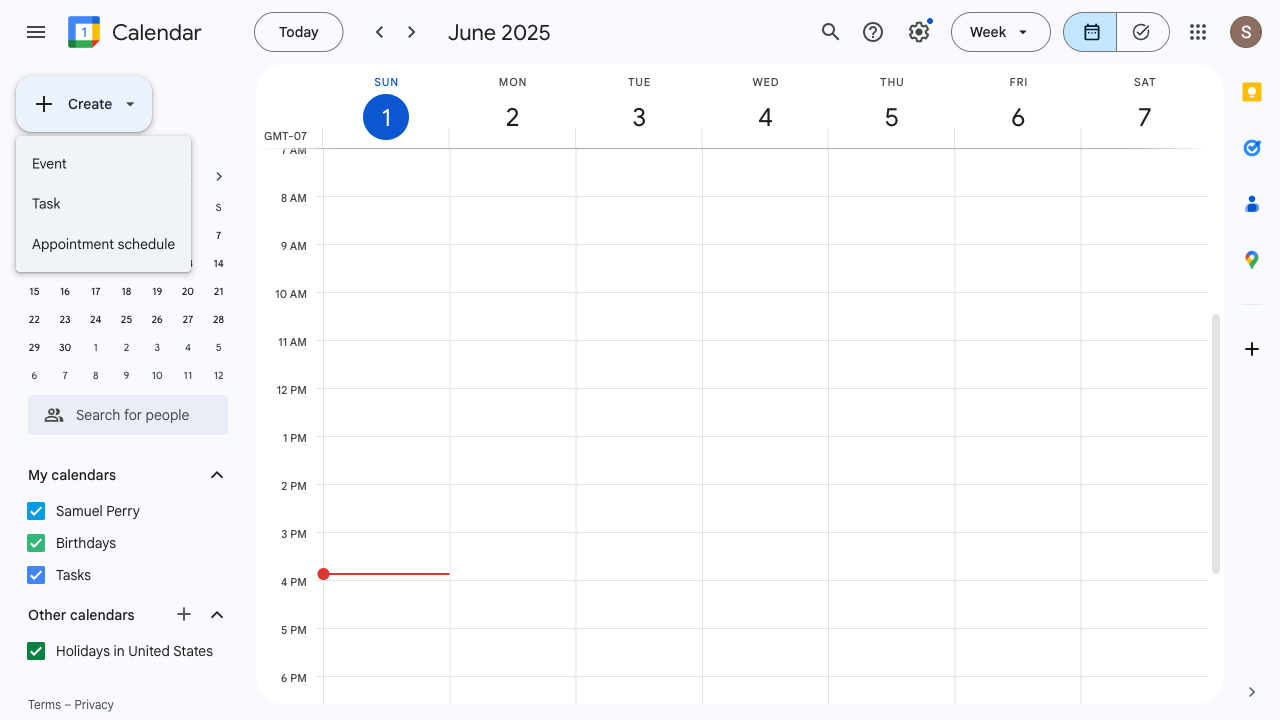 1
Calendar
Today
June 2025
Week
S
Create
Event
Task
Appointment schedule
S
7
14
15 16 17 18 19 20 21
22 23 24 25 26 27 28
29 30 1 2 3 4 5
6 7 8 9 10 11 12
Search for people
My calendars
Samuel Perry
Birthdays
Tasks
Other calendars
Holidays in United States
Terms – Privacy
SUN MON TUE WED THU FRI SAT
1 2 3 4 5 6 7
GMT-07
7 AM
8 AM
9 AM
10 AM
11 AM
12 PM
1 PM
2 PM
3 PM
4 PM
5 PM
6 PM